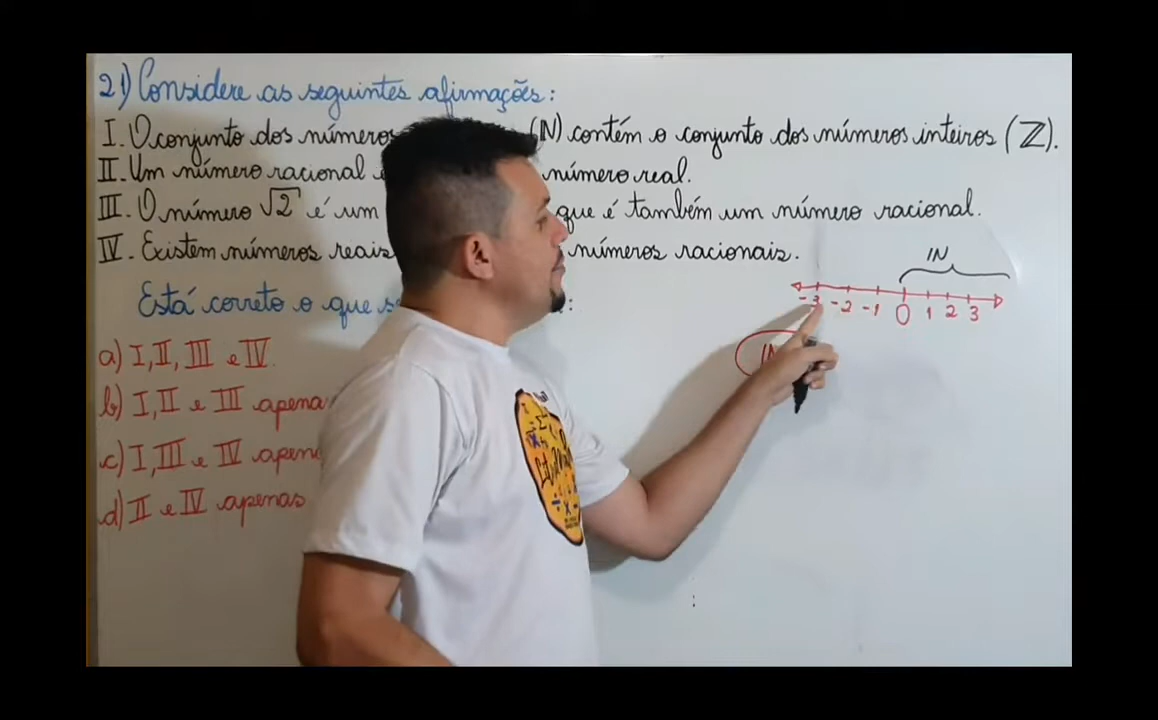 21) Considere as seguintes afirmações:
I. O conjunto dos números (ℕ) contém o conjunto dos números inteiros (ℤ).
II. Um número racional é número real.
III. O número √2 é um que é também um número racional.
IV. Existem números reais números racionais.
Está correto o que :
a) I, II, III e IV.
b) I, II e III
c) I, III e IV
d) II e IV apenas
IN
-3 -2 -1 0 1 2 3